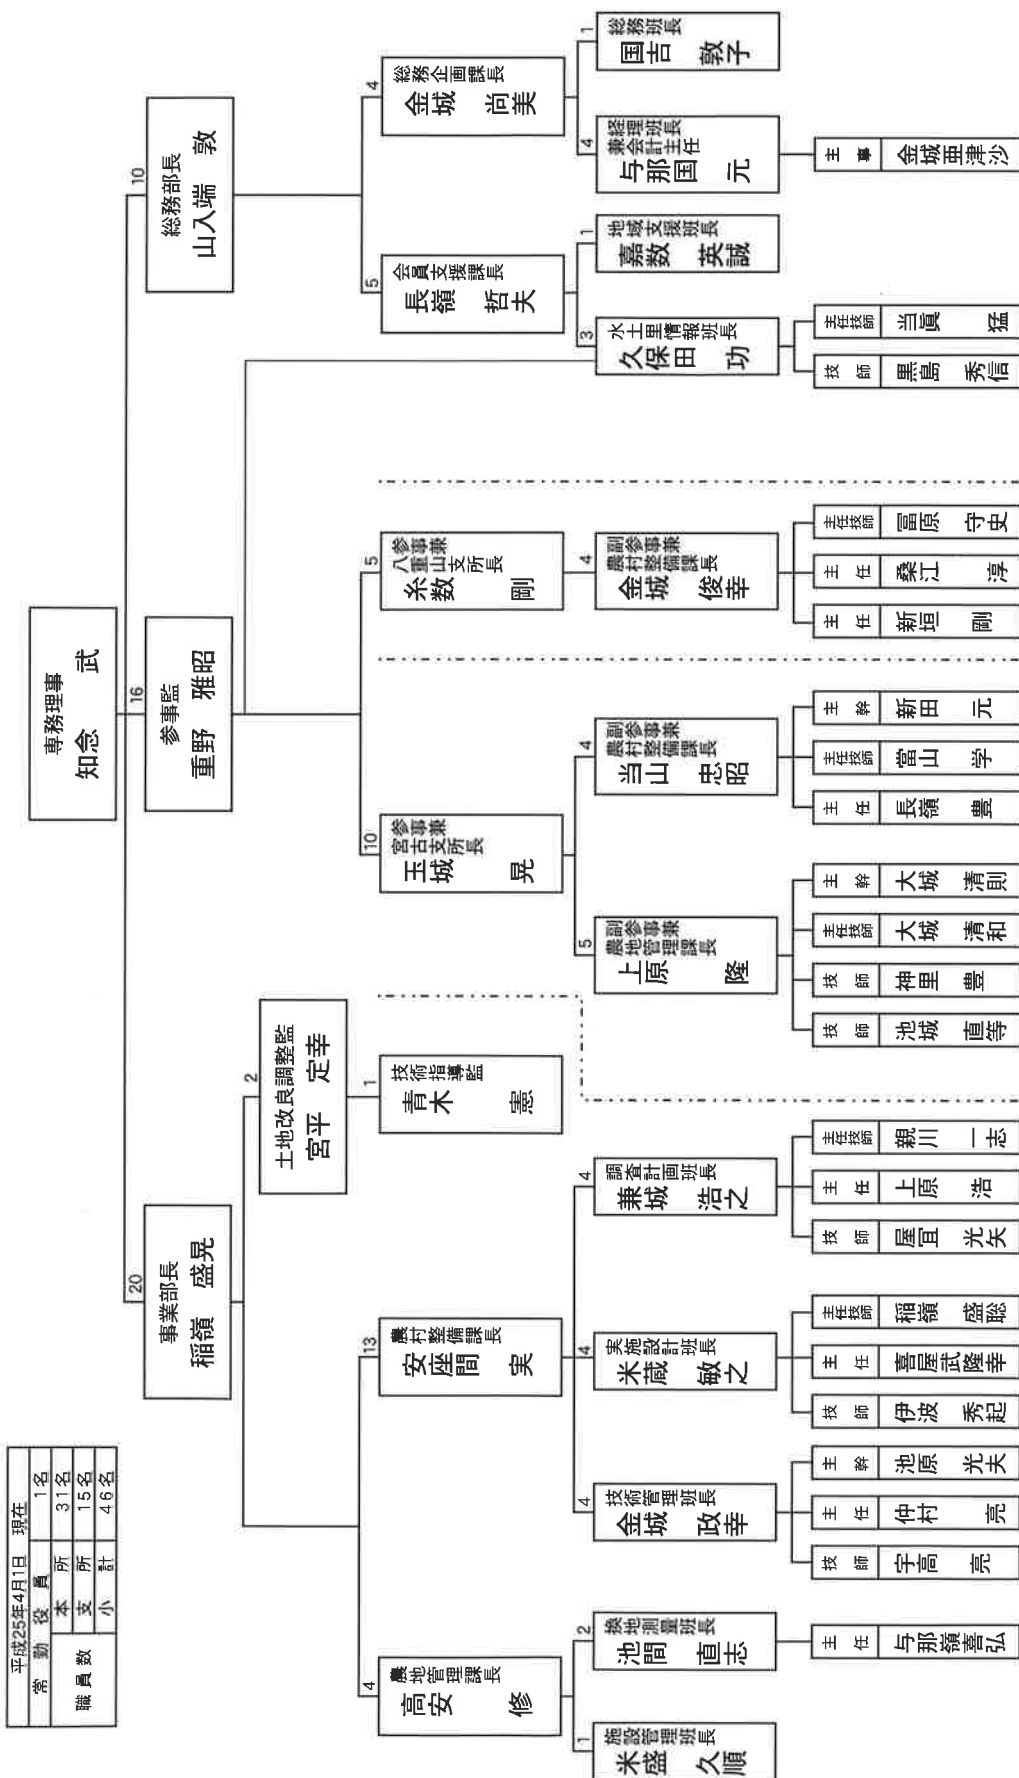 平成25年4月1日 現在
常勤役員 1名
職員数 本所 31名
支所 15名
小計 46名
専務理事
知念 武
20
事業部長
稲嶺 盛晃
16
参事監
重野 雅昭
10
総務部長
山入端 敦
2
土地改良調整監
宮平 定幸
4
農地管理課長
高安 修
13
農村整備課長
安座間 実
1
技術指導監
青木 憲
10
参事兼
宮古支所長
玉城 晃
5
参事兼
八重山支所長
糸数 剛
5
会員支援課長
長嶺 哲夫
4
総務企画課長
金城 尚美
1
施設管理班長
米盛 久順
2
換地測量班長
池間 直志
4
技術管理班長
金城 政幸
4
実施設計班長
米蔵 敏之
4
調査計画班長
兼城 浩之
5
副参事兼
農地管理課長
上原 隆
4
副参事兼
農村整備課長
当山 忠昭
4
副参事兼
農村整備課長
金城 俊幸
3
水土里情報班長
久保田 功
1
地域支援班長
嘉数 英誠
4
経理班長
兼会計主任
与那国 元
1
総務班長
国吉 敦子
主任
与那嶺喜弘
技師
宇高 亮
主任
仲村 亮
主幹
池原 光夫
技師
伊波 秀起
主任
喜屋武隆幸
主任技師
稲嶺 盛聡
技師
屋宜 光矢
主任
上原 浩
主任技師
親川 一志
技師
池城 直等
技師
神里 豊
主任技師
大城 清和
主幹
大城 清則
主任
長嶺 豊
主任技師
當山 学
主幹
新田 元
主任
新垣 剛
主任
桑江 淳
主任技師
冨原 守史
技師
黒島 秀信
主任技師
当眞 猛
主事
金城亜津沙